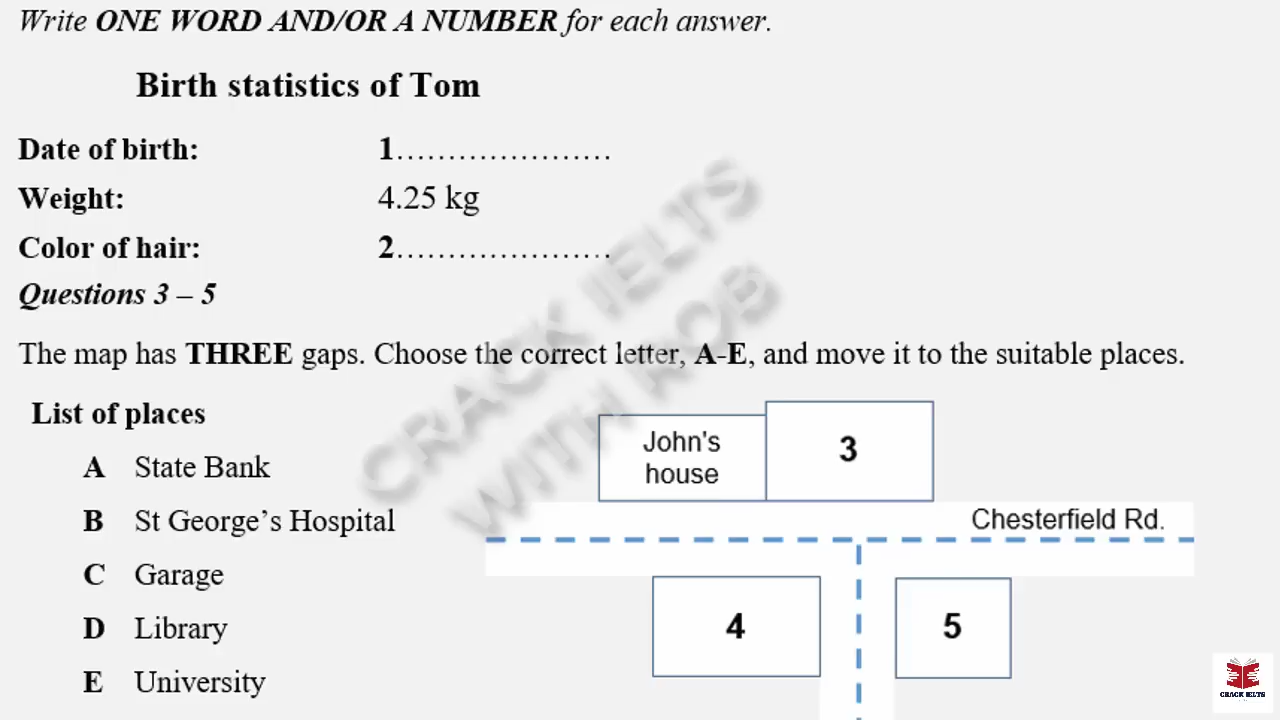 Write ONE WORD AND/OR A NUMBER for each answer.
Birth statistics of Tom
Date of birth: 1.....................
Weight: 4.25 kg
Color of hair: 2.....................
Questions 3 – 5
The map has THREE gaps. Choose the correct letter, A-E, and move it to the suitable places.
List of places
A State Bank
B St George’s Hospital
C Garage
D Library
E University
John's
house
3
Chesterfield Rd.
4
5
CRACK IELTS
WITH ROB
CRACK IELTS